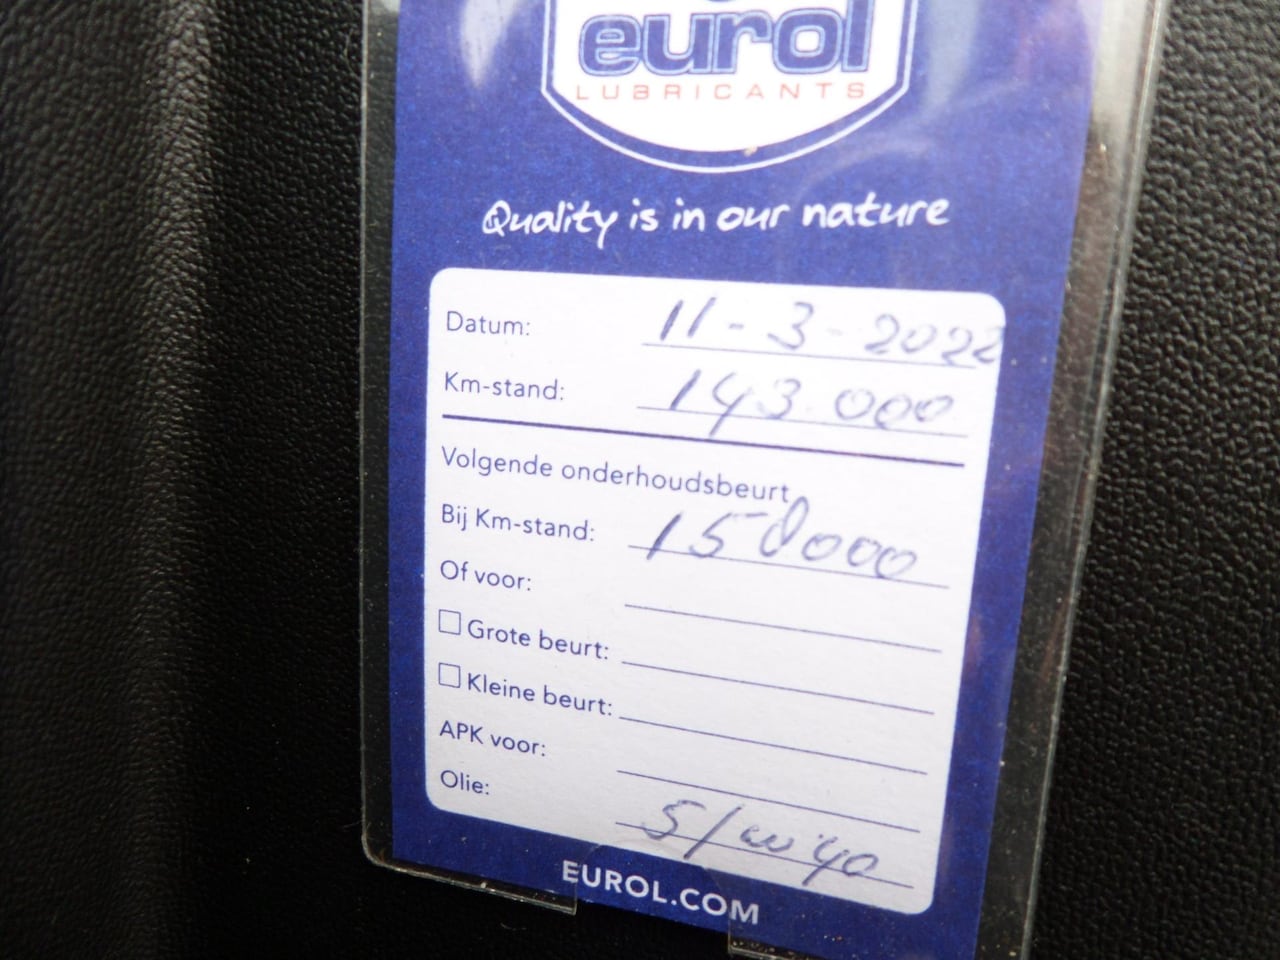 eurol
LUBRICANTS
Quality is in our nature
Datum: 11-3-2022
Km-stand: 143.000
Volgende onderhoudsbeurt
Bij Km-stand: 158000
Of voor:
Grote beurt:
Kleine beurt:
APK voor:
Olie: 5/w40
EUROL.COM